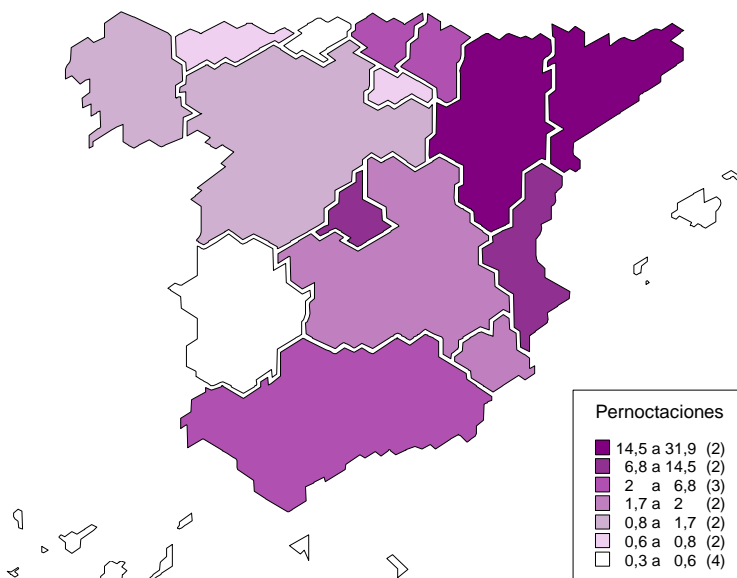 Pernoctaciones
14,5 a 31,9 (2)
6,8 a 14,5 (2)
2 a 6,8 (3)
1,7 a 2 (2)
0,8 a 1,7 (2)
0,6 a 0,8 (2)
0,3 a 0,6 (4)